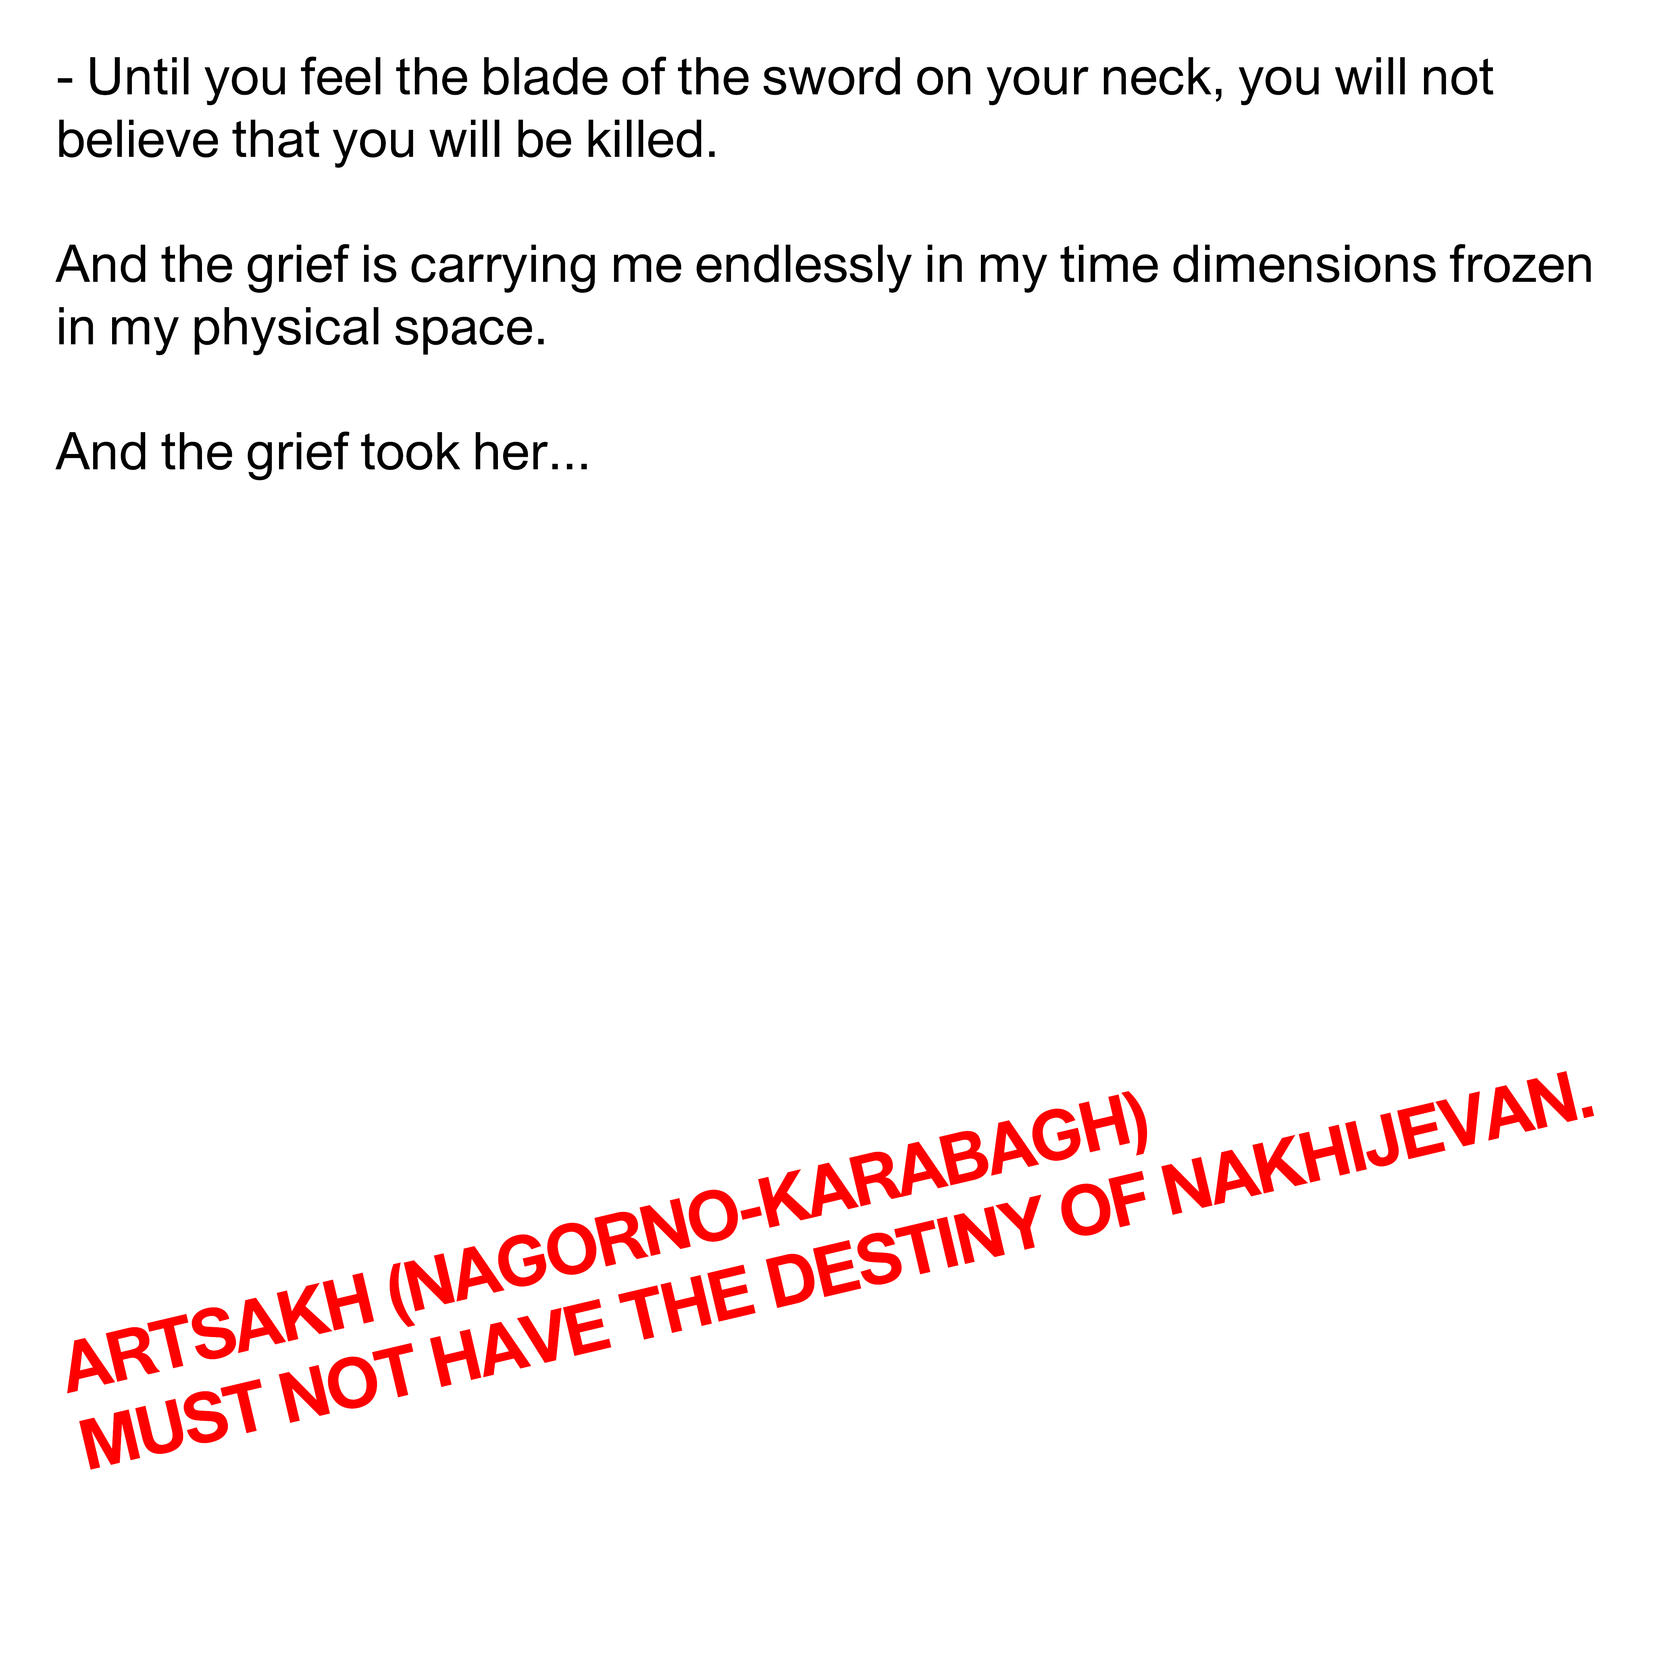 - Until you feel the blade of the sword on your neck, you will not
believe that you will be killed.
And the grief is carrying me endlessly in my time dimensions frozen
in my physical space.
And the grief took her...
ARTSAKH (NAGORNO-KARABAGH)
MUST NOT HAVE THE DESTINY OF NAKHIJEVAN.